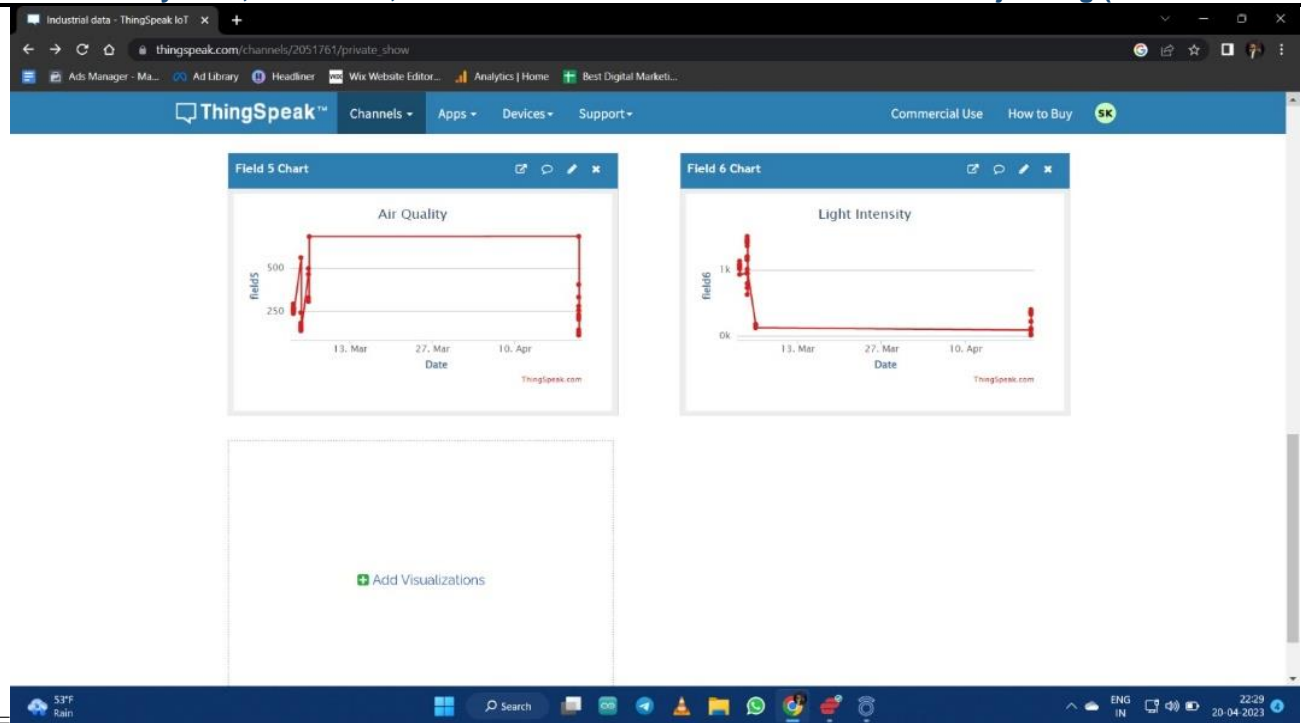 Industrial data - ThingSpeak IoT
thingspeak.com/channels/2051761/private_show
Ads Manager - Ma... Ad Library Headliner Wix Website Editor... Analytics | Home Best Digital Marketi...
ThingSpeak™ Channels Apps Devices Support Commercial Use How to Buy SK
Field 5 Chart
Air Quality
field5
500
250
13. Mar 27. Mar 10. Apr
Date
ThingSpeak.com
Field 6 Chart
Light Intensity
field6
1k
0k
13. Mar 27. Mar 10. Apr
Date
ThingSpeak.com
Add Visualizations
53°F
Rain
Search
ENG
IN
22:29
20-04-2023